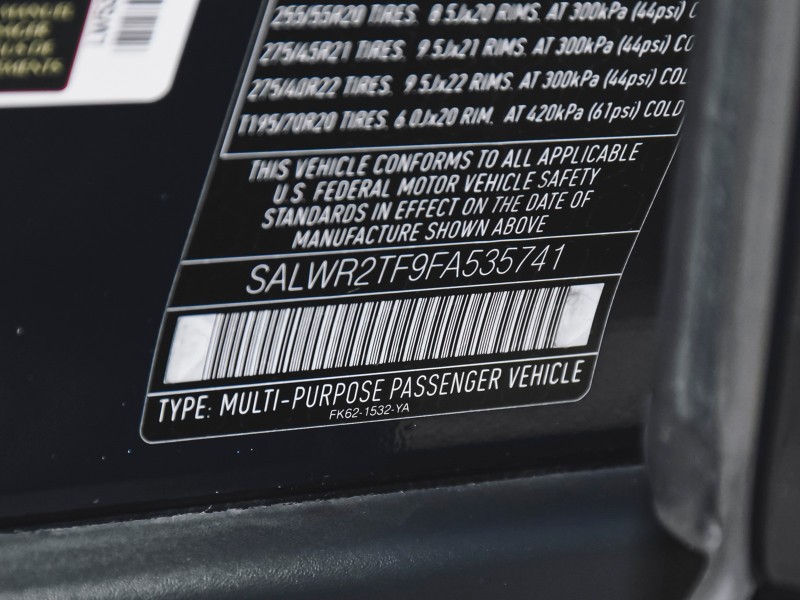 255/55R20 TIRES. 8.5Jx20 RIMS. AT 300kPa (44psi)
275/45R21 TIRES. 9.5Jx21 RIMS. AT 300kPa (44psi) CO
275/40R22 TIRES. 9.5Jx22 RIMS. AT 300kPa (44psi) COL
T195/70R20 TIRES. 6.0Jx20 RIM. AT 420kPa (61psi) COLD
THIS VEHICLE CONFORMS TO ALL APPLICABLE
U.S. FEDERAL MOTOR VEHICLE SAFETY
STANDARDS IN EFFECT ON THE DATE OF
MANUFACTURE SHOWN ABOVE
SALWR2TF9FA535741
TYPE: MULTI-PURPOSE PASSENGER VEHICLE
FK62-1532-YA